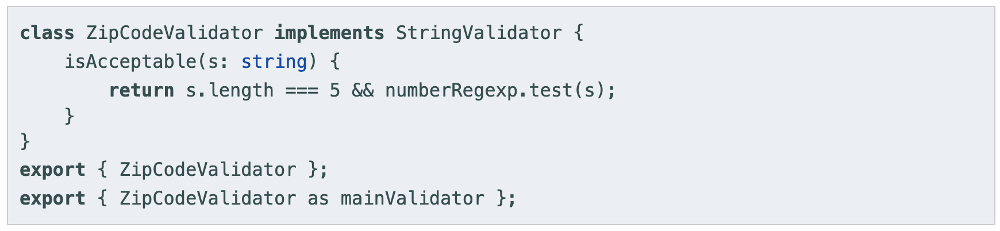 class ZipCodeValidator implements StringValidator {
    isAcceptable(s: string) {
        return s.length === 5 && numberRegexp.test(s);
    }
}
export { ZipCodeValidator };
export { ZipCodeValidator as mainValidator };